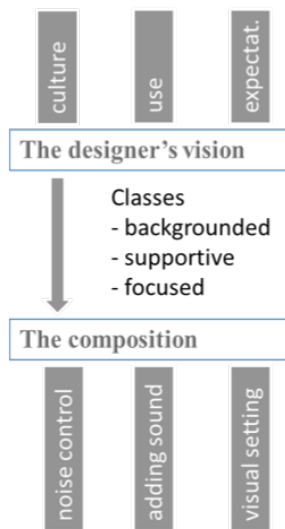 culture
use
expectat.
The designer's vision
Classes
- backgrounded
- supportive
- focused
The composition
noise control
adding sound
visual setting